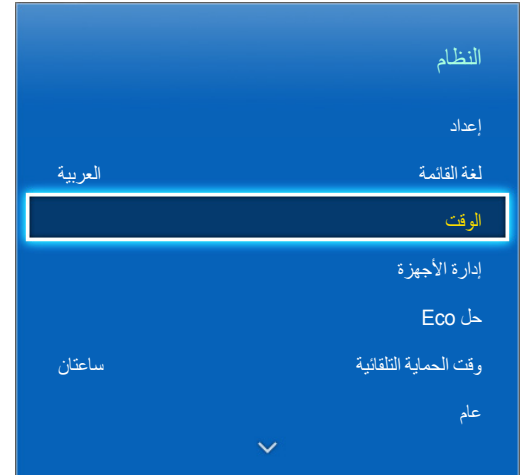 النظام
إعداد
لغة القائمة العربية
الوقت
إدارة الأجهزة
حل Eco
وقت الحماية التلقائية ساعتان
عام